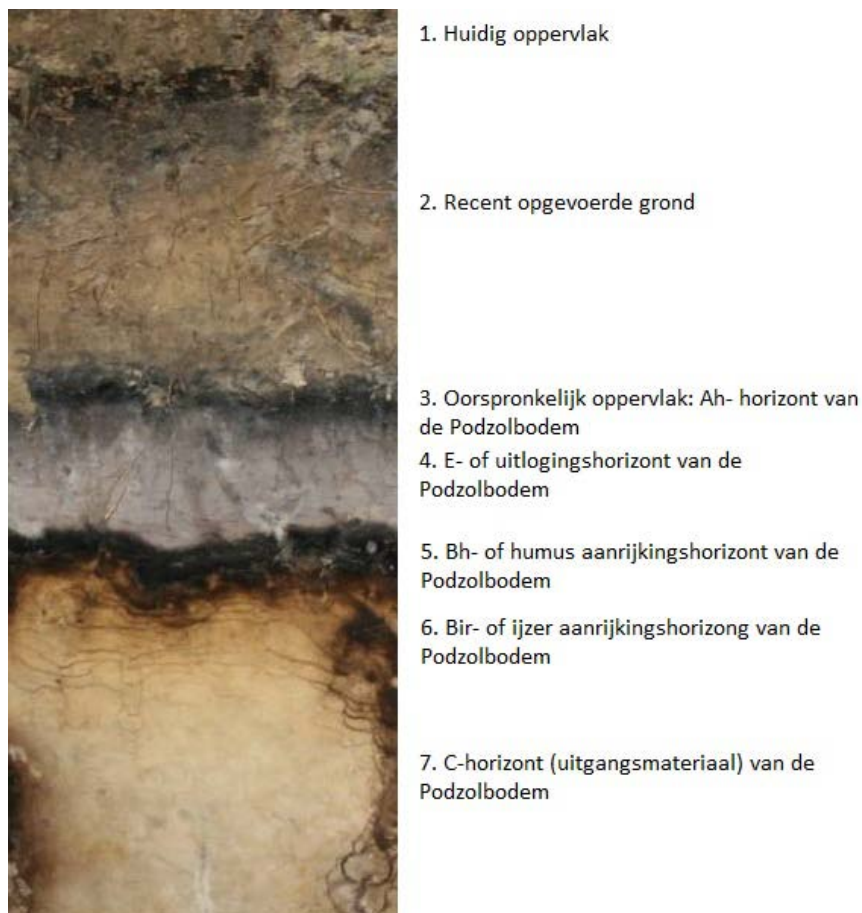 1. Huidig oppervlak
2. Recent opgevoerde grond
3. Oorspronkelijk oppervlak: Ah- horizont van
de Podzolbodem
4. E- of uitlogingshorizont van de
Podzolbodem
5. Bh- of humus aanrijkingshorizont van de
Podzolbodem
6. Bir- of ijzer aanrijkingshorizong van de
Podzolbodem
7. C-horizont (uitgangsmateriaal) van de
Podzolbodem